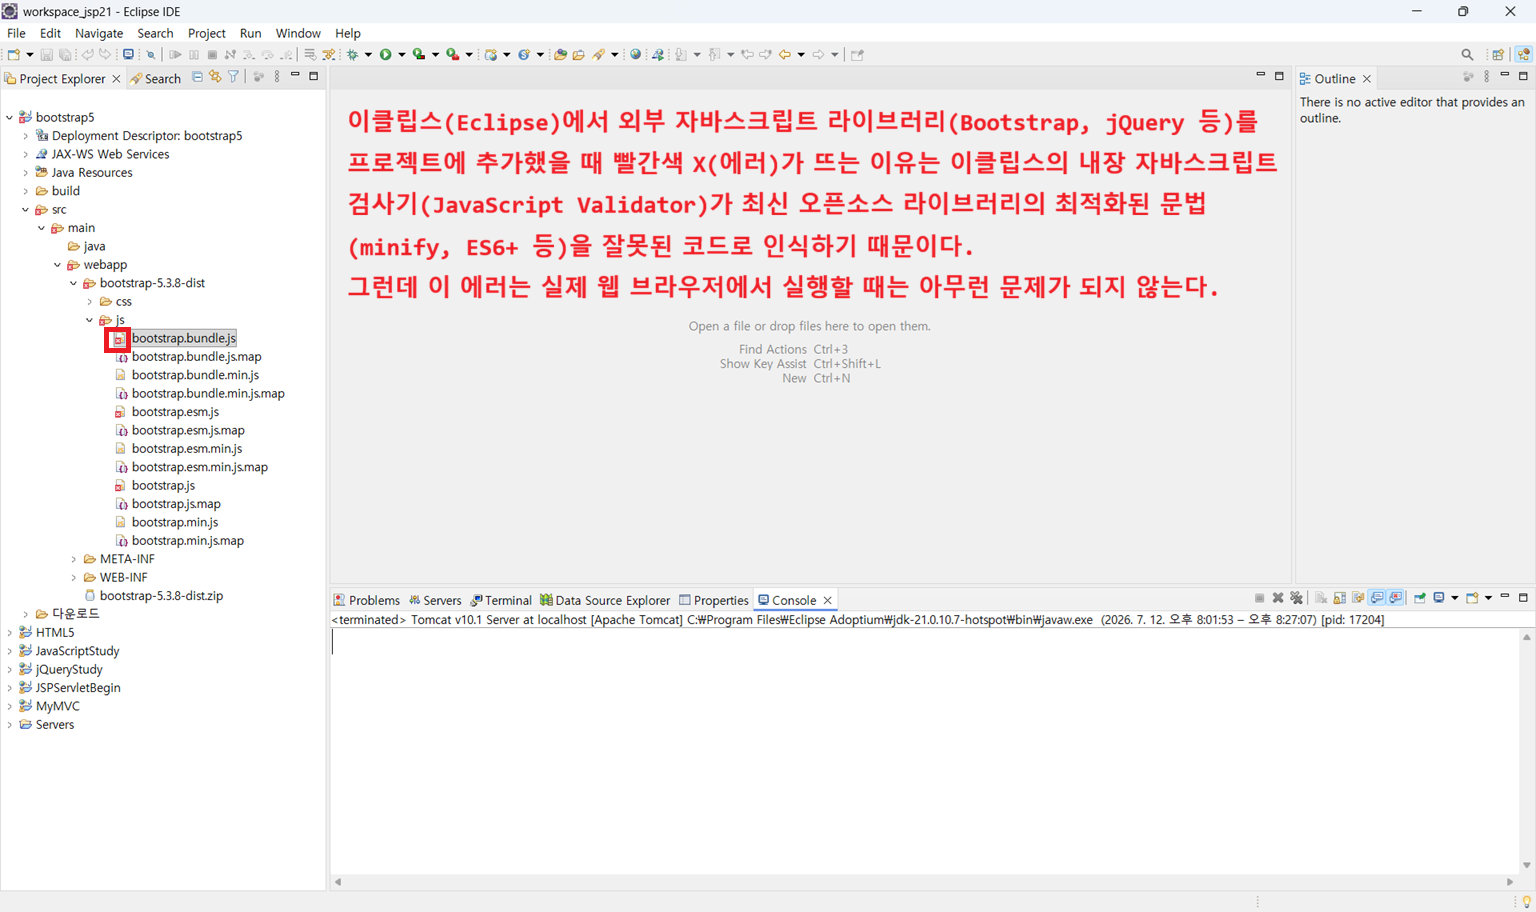 workspace_jsp21 - Eclipse IDE
File Edit Navigate Search Project Run Window Help
Project Explorer
Search
bootstrap5
Deployment Descriptor: bootstrap5
JAX-WS Web Services
Java Resources
build
src
main
java
webapp
bootstrap-5.3.8-dist
css
js
bootstrap.bundle.js
bootstrap.bundle.js.map
bootstrap.bundle.min.js
bootstrap.bundle.min.js.map
bootstrap.esm.js
bootstrap.esm.js.map
bootstrap.esm.min.js
bootstrap.esm.min.js.map
bootstrap.js
bootstrap.js.map
bootstrap.min.js
bootstrap.min.js.map
META-INF
WEB-INF
bootstrap-5.3.8-dist.zip
다운로드
HTML5
JavaScriptStudy
jQueryStudy
JSPServletBegin
MyMVC
Servers
이클립스(Eclipse)에서 외부 자바스크립트 라이브러리(Bootstrap, jQuery 등)를
프로젝트에 추가했을 때 빨간색 X(에러)가 뜨는 이유는 이클립스의 내장 자바스크립트
검사기(JavaScript Validator)가 최신 오픈소스 라이브러리의 최적화된 문법
(minify, ES6+ 등)을 잘못된 코드로 인식하기 때문이다.
그런데 이 에러는 실제 웹 브라우저에서 실행할 때는 아무런 문제가 되지 않는다.
Open a file or drop files here to open them.
Find Actions Ctrl+3
Show Key Assist Ctrl+Shift+L
New Ctrl+N
Outline
There is no active editor that provides an
outline.
Problems Servers Terminal Data Source Explorer Properties Console
<terminated> Tomcat v10.1 Server at localhost [Apache Tomcat] C:₩Program Files₩Eclipse Adoptium₩jdk-21.0.10.7-hotspot₩bin₩javaw.exe (2026. 7. 12. 오후 8:01:53 – 오후 8:27:07) [pid: 17204]